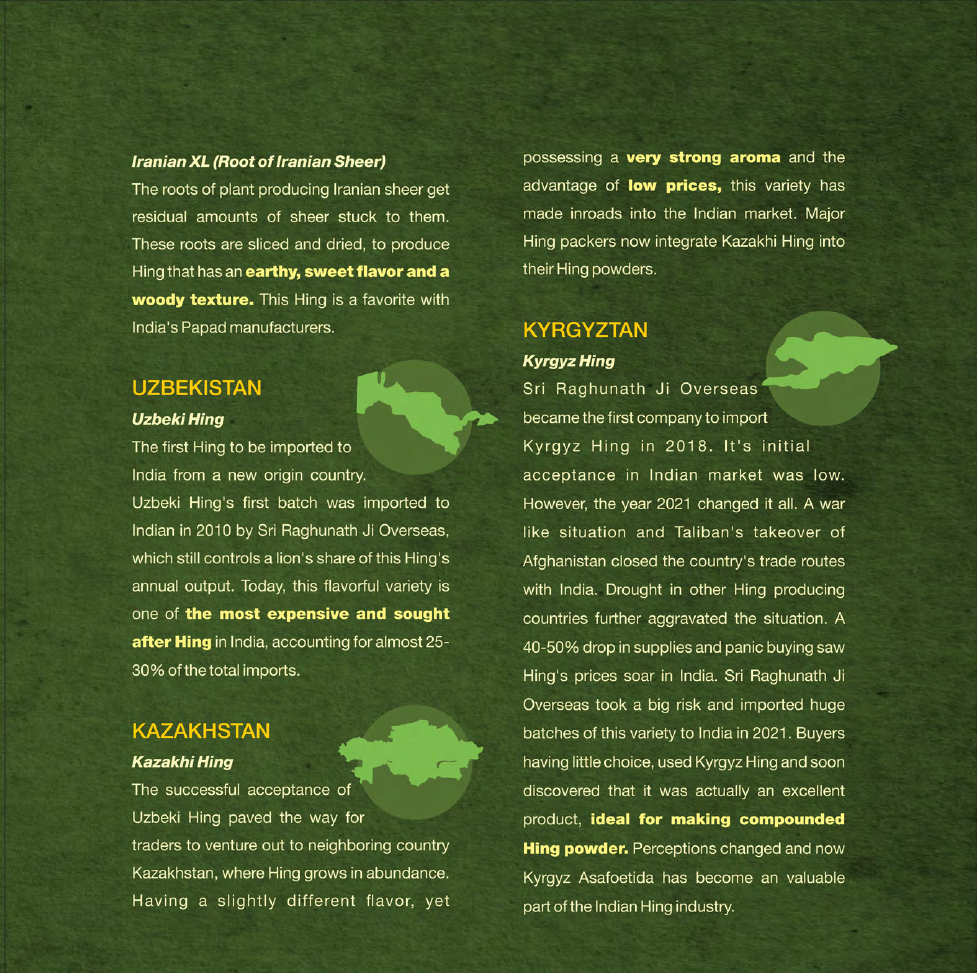 Iranian XL (Root of Iranian Sheer)
The roots of plant producing Iranian sheer get
residual amounts of sheer stuck to them.
These roots are sliced and dried, to produce
Hing that has an earthy, sweet flavor and a
woody texture. This Hing is a favorite with
India's Papad manufacturers.
UZBEKISTAN
Uzbeki Hing
The first Hing to be imported to
India from a new origin country.
Uzbeki Hing's first batch was imported to
Indian in 2010 by Sri Raghunath Ji Overseas,
which still controls a lion's share of this Hing's
annual output. Today, this flavorful variety is
one of the most expensive and sought
after Hing in India, accounting for almost 25-
30% of the total imports.
KAZAKHSTAN
Kazakhi Hing
The successful acceptance of
Uzbeki Hing paved the way for
traders to venture out to neighboring country
Kazakhstan, where Hing grows in abundance.
Having a slightly different flavor, yet
possessing a very strong aroma and the
advantage of low prices, this variety has
made inroads into the Indian market. Major
Hing packers now integrate Kazakhi Hing into
their Hing powders.
KYRGYZTAN
Kyrgyz Hing
Sri Raghunath Ji Overseas
became the first company to import
Kyrgyz Hing in 2018. It's initial
acceptance in Indian market was low.
However, the year 2021 changed it all. A war
like situation and Taliban's takeover of
Afghanistan closed the country's trade routes
with India. Drought in other Hing producing
countries further aggravated the situation. A
40-50% drop in supplies and panic buying saw
Hing's prices soar in India. Sri Raghunath Ji
Overseas took a big risk and imported huge
batches of this variety to India in 2021. Buyers
having little choice, used Kyrgyz Hing and soon
discovered that it was actually an excellent
product, ideal for making compounded
Hing powder. Perceptions changed and now
Kyrgyz Asafoetida has become an valuable
part of the Indian Hing industry.